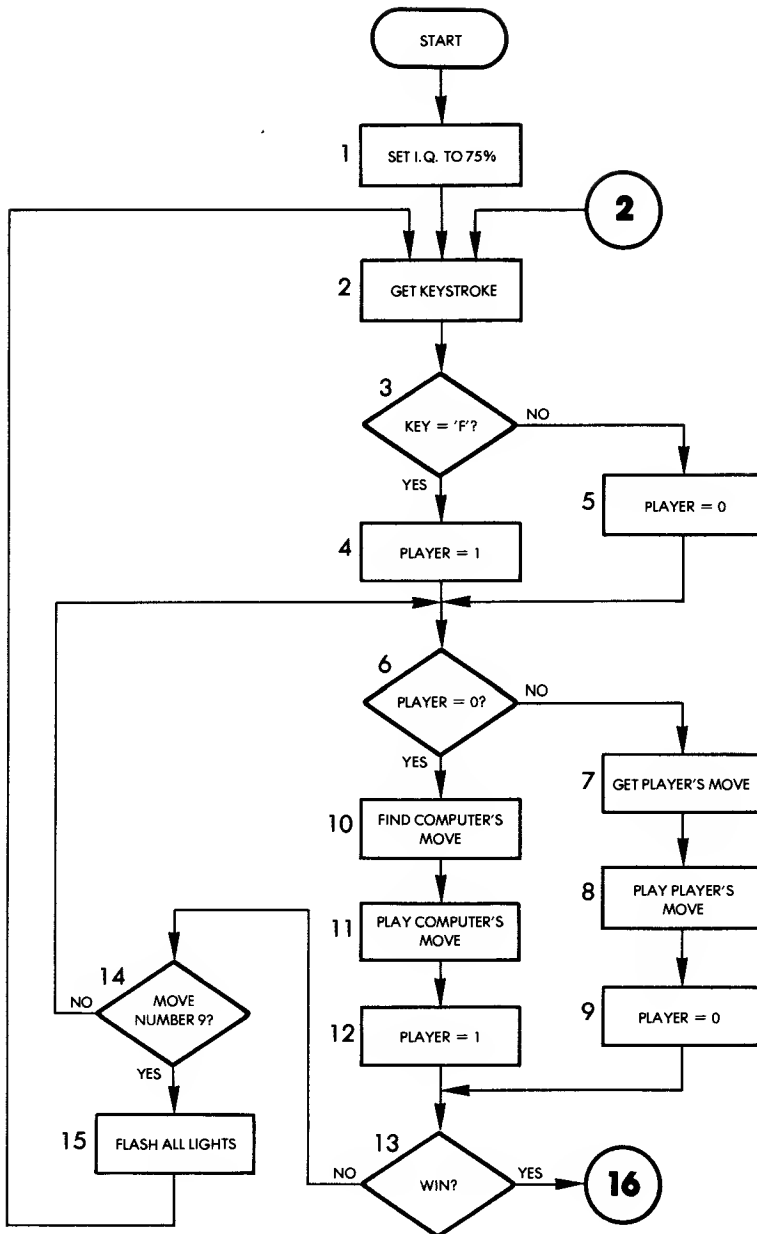 START
1
SET I.Q. TO 75%
2
2
GET KEYSTROKE
3
KEY = 'F'?
NO
YES
5
PLAYER = 0
4
PLAYER = 1
6
PLAYER = 0?
NO
YES
7
GET PLAYER'S MOVE
10
FIND COMPUTER'S
MOVE
8
PLAY PLAYER'S
MOVE
11
PLAY COMPUTER'S
MOVE
14
MOVE
NUMBER 9?
NO
YES
9
PLAYER = 0
12
PLAYER = 1
15
FLASH ALL LIGHTS
13
WIN?
NO
YES
16